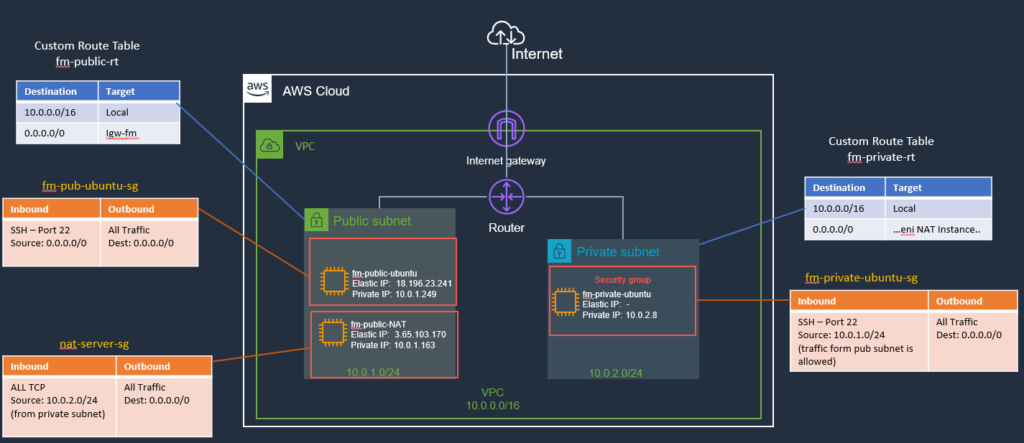 Internet
Custom Route Table
fm-public-rt
Destination Target
10.0.0.0/16 Local
0.0.0.0/0 Igw-fm
aws
AWS Cloud
VPC
Internet gateway
Router
Custom Route Table
fm-private-rt
Destination Target
10.0.0.0/16 Local
0.0.0.0/0 ...eni NAT Instance..
fm-pub-ubuntu-sg
Inbound Outbound
SSH – Port 22 All Traffic
Source: 0.0.0.0/0 Dest: 0.0.0.0/0
Public subnet
fm-public-ubuntu
Elastic IP: 18.196.23.241
Private IP: 10.0.1.249
fm-public-NAT
Elastic IP: 3.65.103.170
Private IP: 10.0.1.163
10.0.1.0/24
Private subnet
Security group
fm-private-ubuntu
Elastic IP: -
Private IP: 10.0.2.8
10.0.2.0/24
fm-private-ubuntu-sg
Inbound Outbound
SSH – Port 22 All Traffic
Source: 10.0.1.0/24 Dest: 0.0.0.0/0
(traffic form pub subnet is
allowed)
nat-server-sg
Inbound Outbound
ALL TCP All Traffic
Source: 10.0.2.0/24 Dest: 0.0.0.0/0
(from private subnet)
VPC
10.0.0.0/16